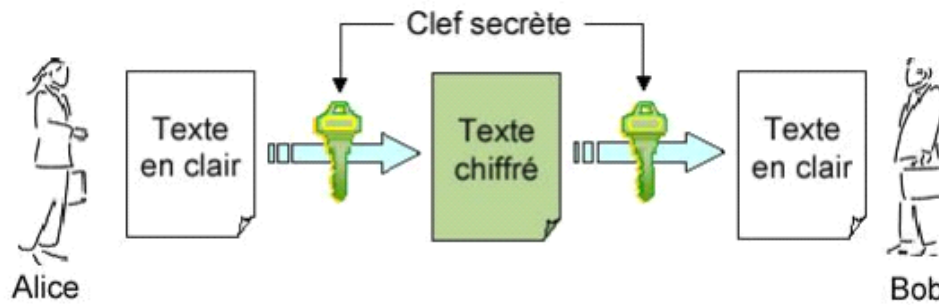 Clef secrète
Texte
en clair
Texte
chiffré
Texte
en clair
Alice
Bob